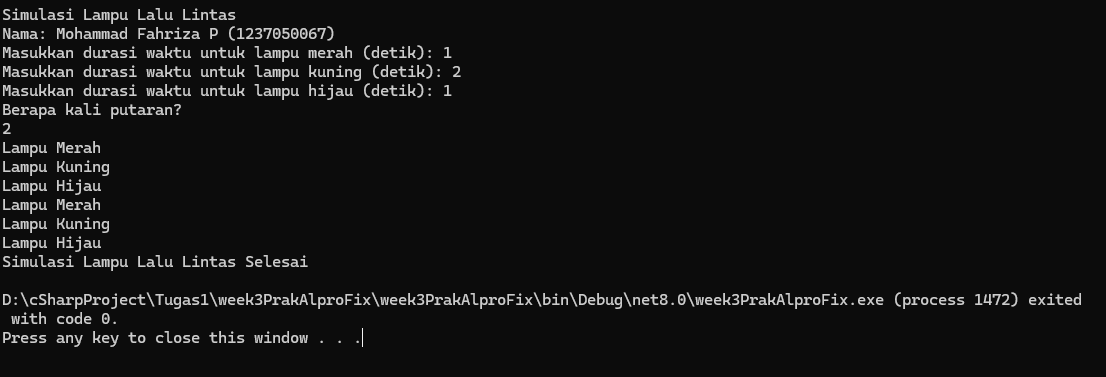 Simulasi Lampu Lalu Lintas
Nama: Mohammad Fahriza P (1237050067)
Masukkan durasi waktu untuk lampu merah (detik): 1
Masukkan durasi waktu untuk lampu kuning (detik): 2
Masukkan durasi waktu untuk lampu hijau (detik): 1
Berapa kali putaran?
2
Lampu Merah
Lampu Kuning
Lampu Hijau
Lampu Merah
Lampu Kuning
Lampu Hijau
Simulasi Lampu Lalu Lintas Selesai
D:\cSharpProject\Tugas1\week3PrakAlproFix\week3PrakAlproFix\bin\Debug\net8.0\week3PrakAlproFix.exe (process 1472) exited
with code 0.
Press any key to close this window . . .